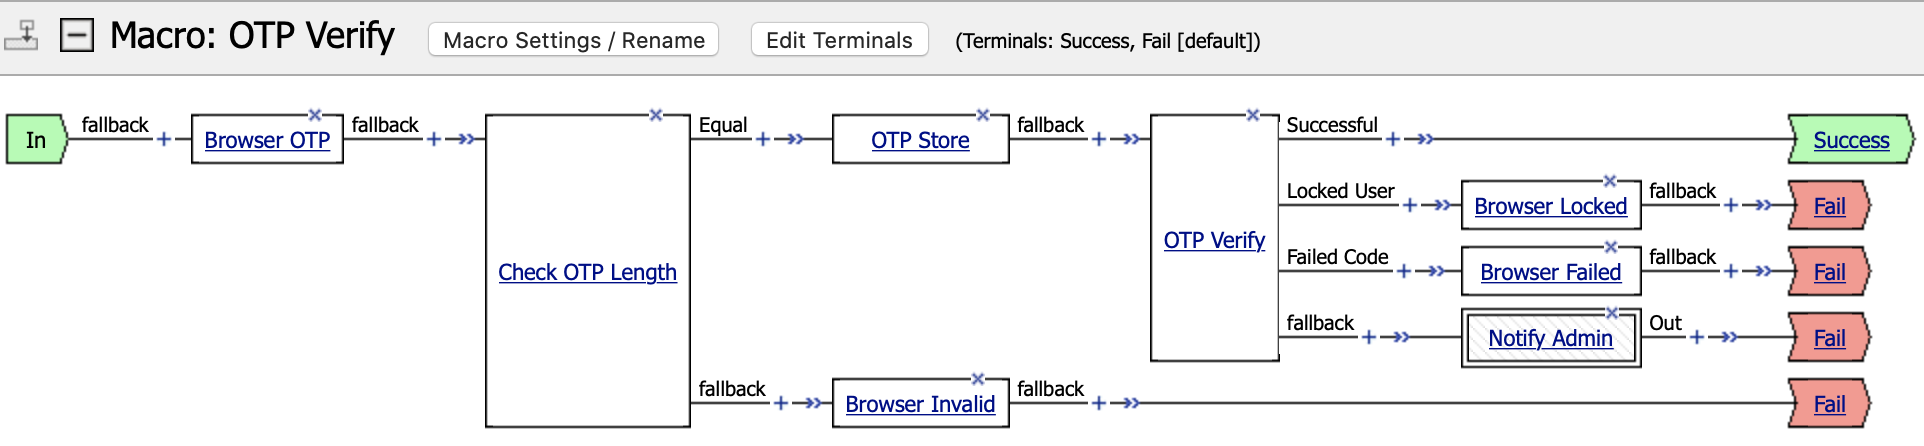 Macro: OTP Verify
Macro Settings / Rename
Edit Terminals
(Terminals: Success, Fail [default])
In
fallback
Browser OTP
fallback
Check OTP Length
Equal
OTP Store
fallback
OTP Verify
Successful
Success
Locked User
Browser Locked
fallback
Fail
Failed Code
Browser Failed
fallback
Fail
fallback
Notify Admin
Out
Fail
fallback
Browser Invalid
fallback
Fail